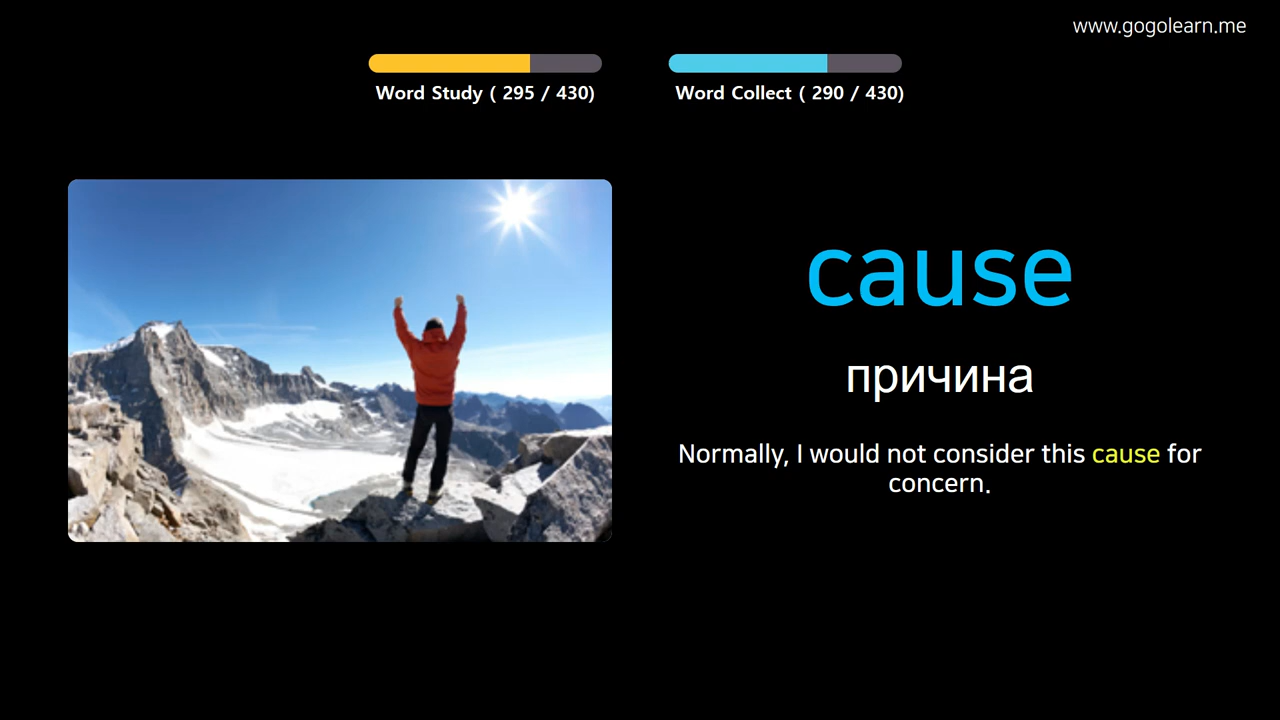 www.gogolearn.me
Word Study ( 295 / 430)
Word Collect ( 290 / 430)
cause
причина
Normally, I would not consider this cause for
concern.